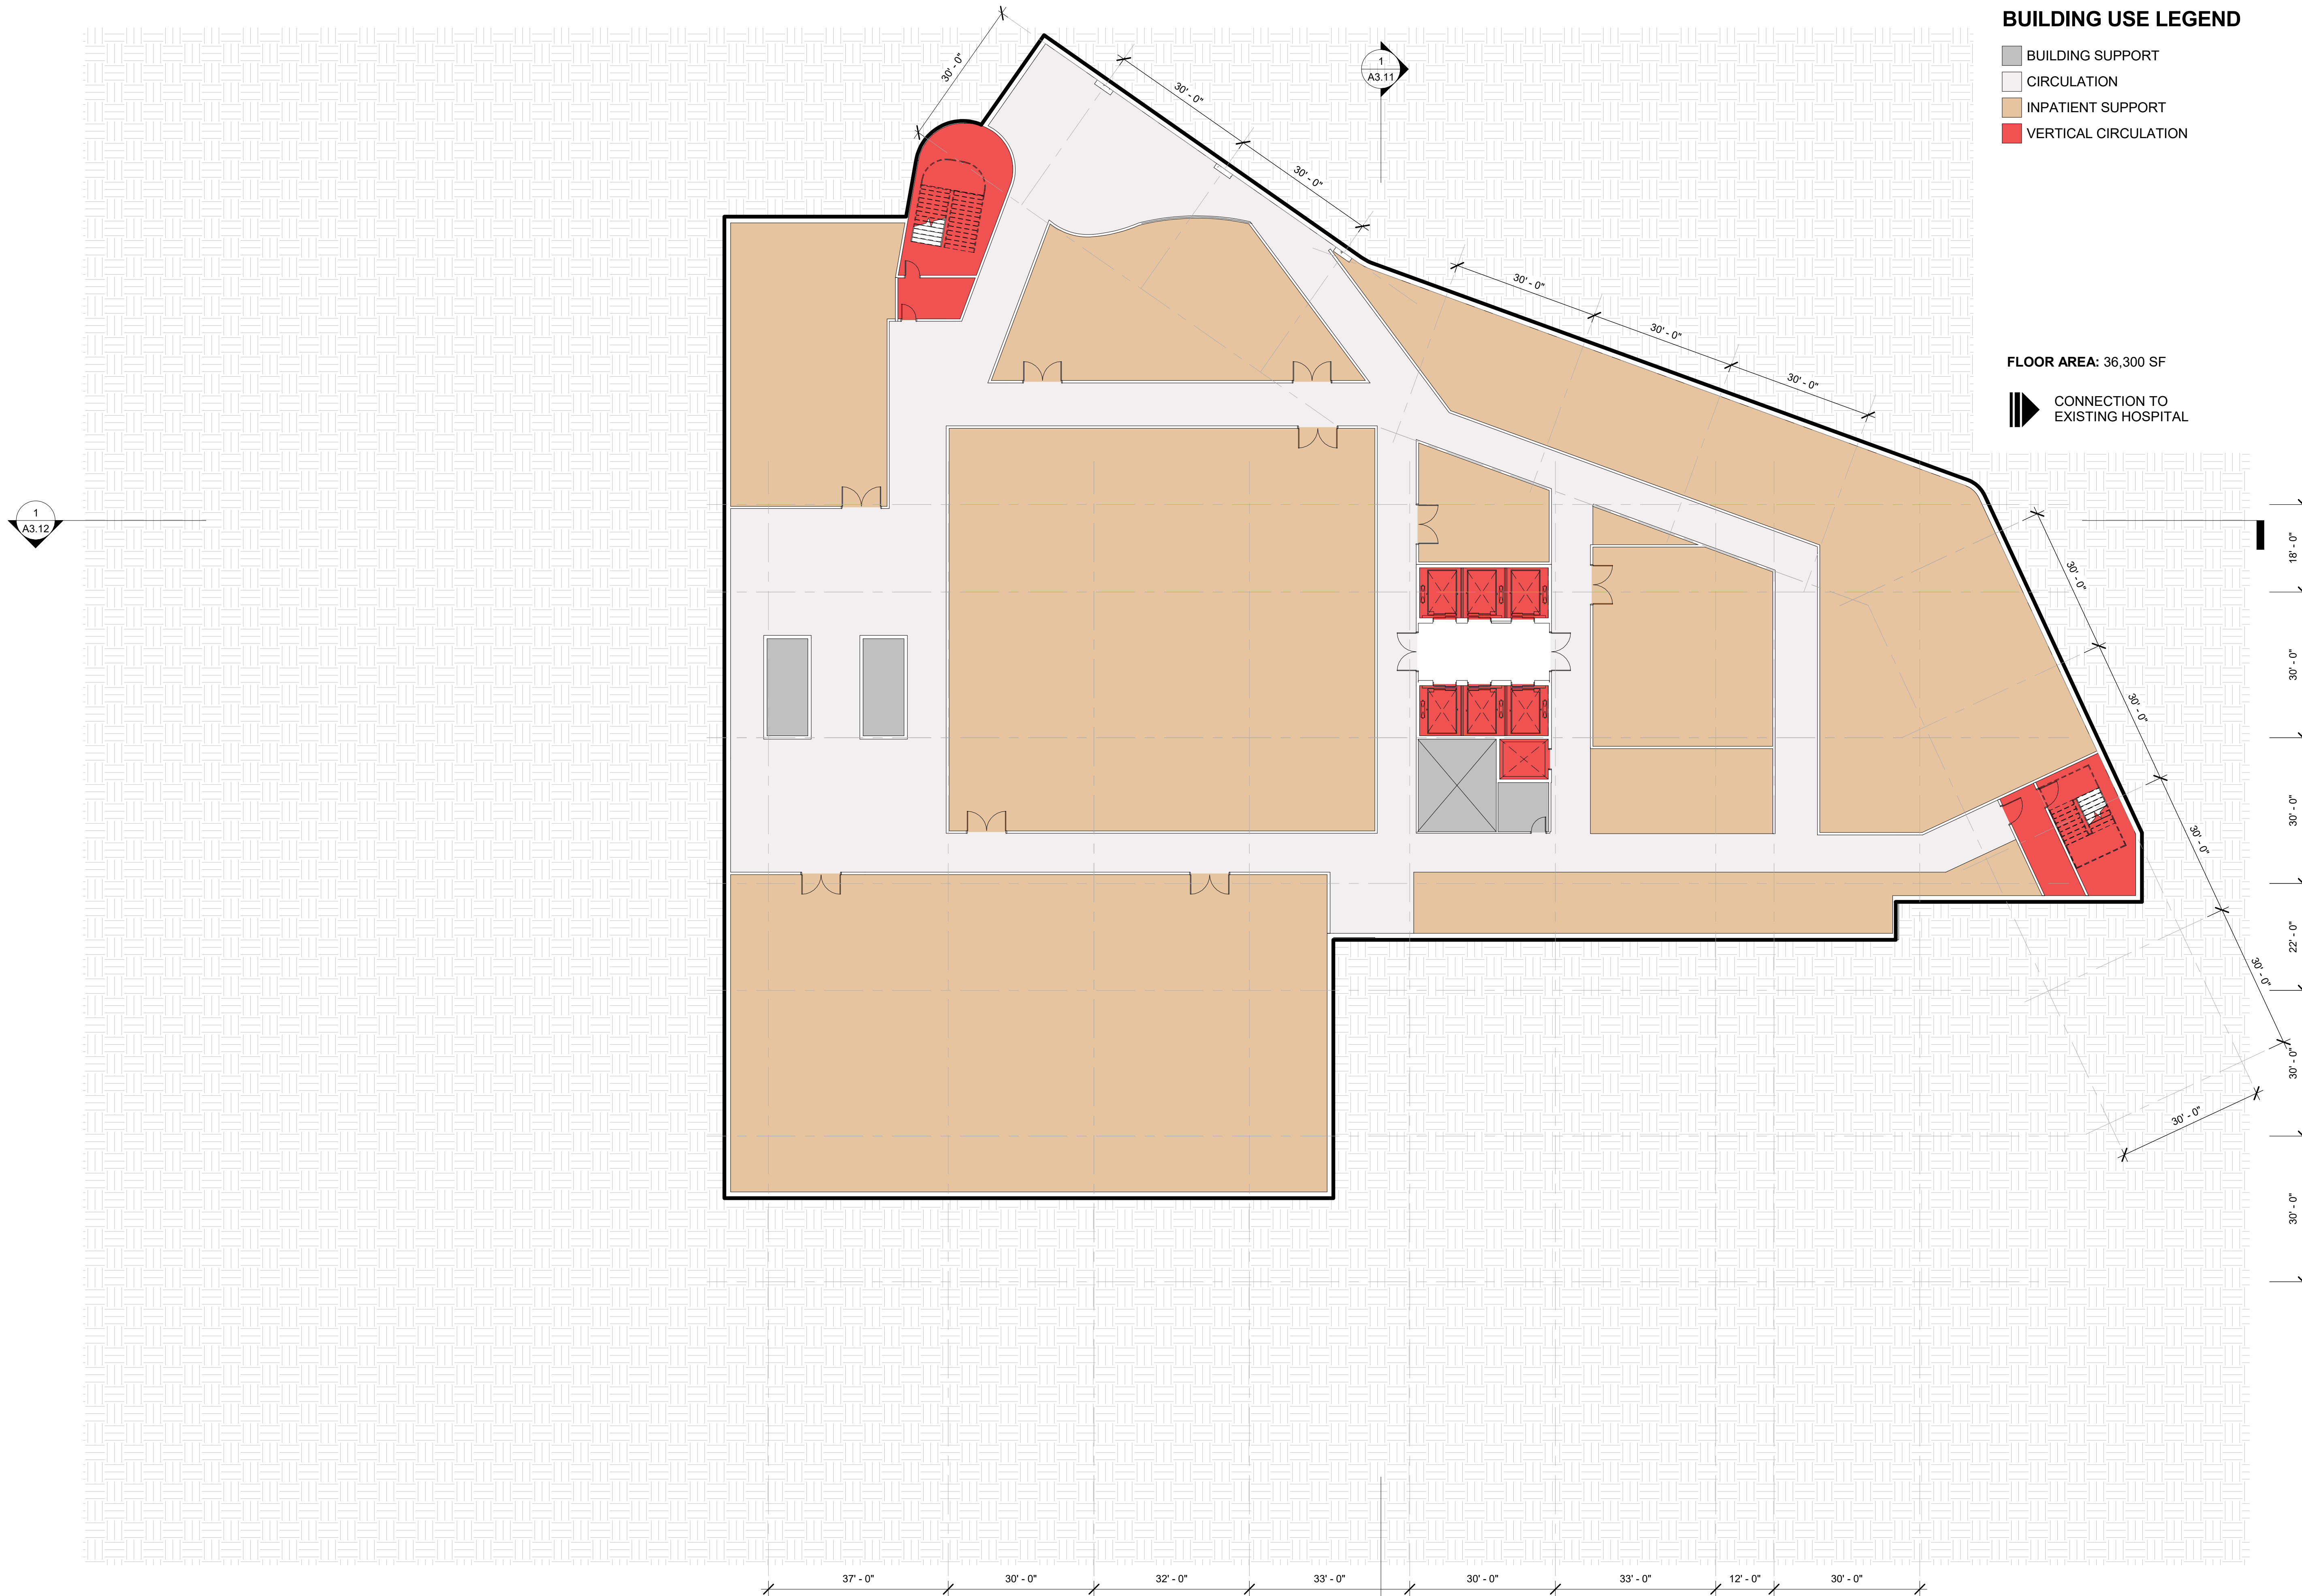 BUILDING USE LEGEND
BUILDING SUPPORT
CIRCULATION
INPATIENT SUPPORT
VERTICAL CIRCULATION
FLOOR AREA: 36,300 SF
CONNECTION TO
EXISTING HOSPITAL
1
A3.11
1
A3.12
30' - 0"
30' - 0"
30' - 0"
30' - 0"
30' - 0"
30' - 0"
30' - 0"
30' - 0"
30' - 0"
30' - 0"
30' - 0"
18' - 0"
30' - 0"
30' - 0"
22' - 0"
30' - 0"
30' - 0"
37' - 0"
30' - 0"
32' - 0"
33' - 0"
30' - 0"
33' - 0"
12' - 0"
30' - 0"